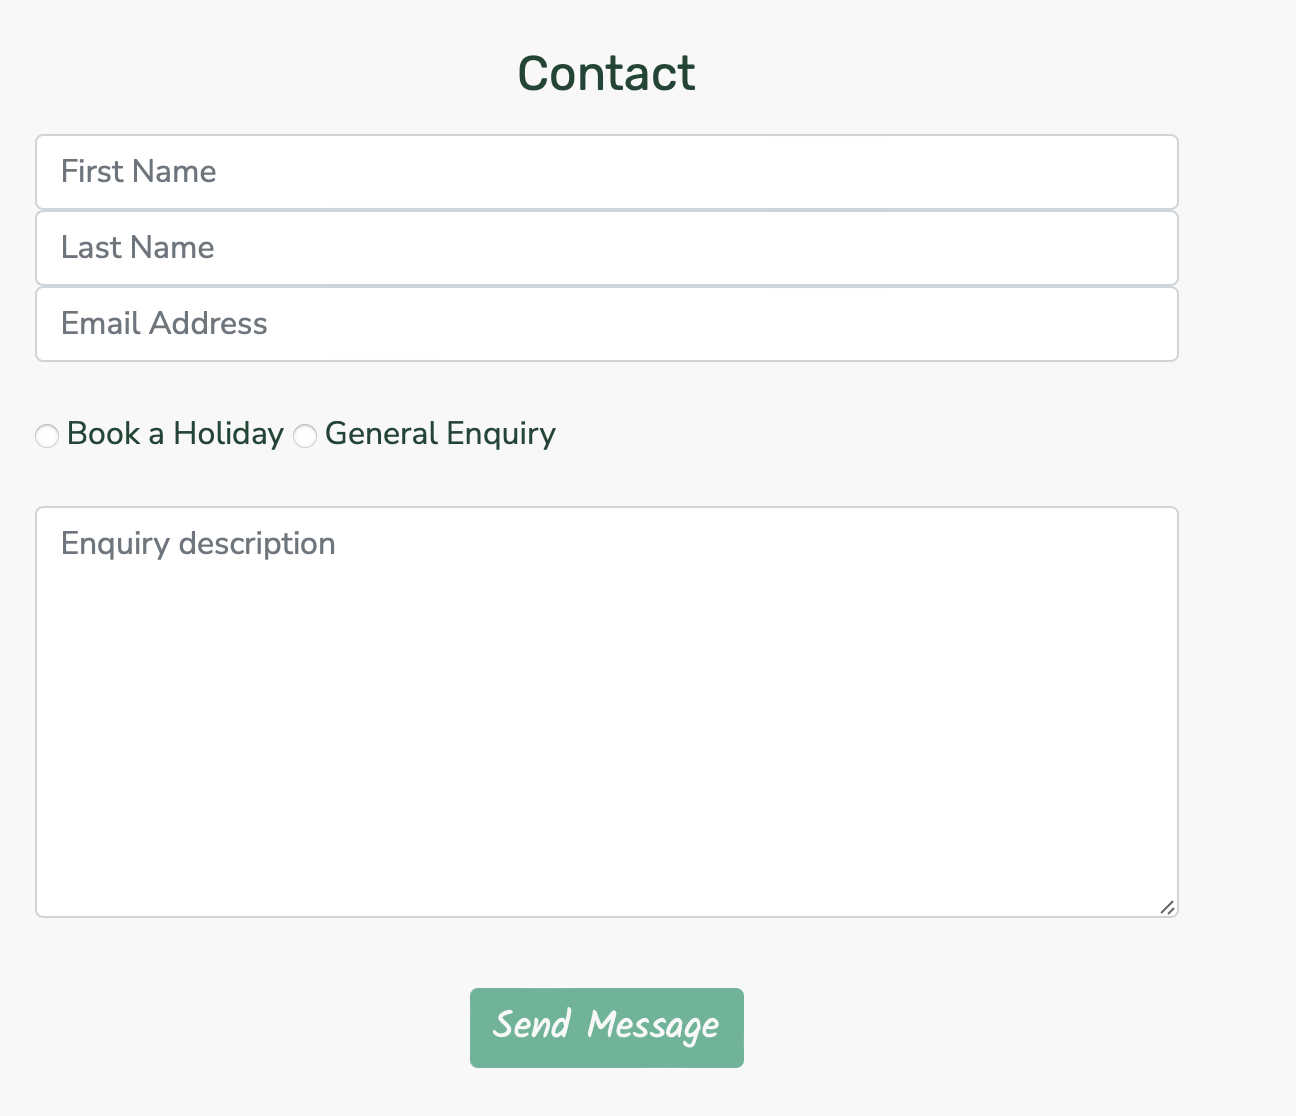 Contact
First Name
Last Name
Email Address
Book a Holiday General Enquiry
Enquiry description
Send Message